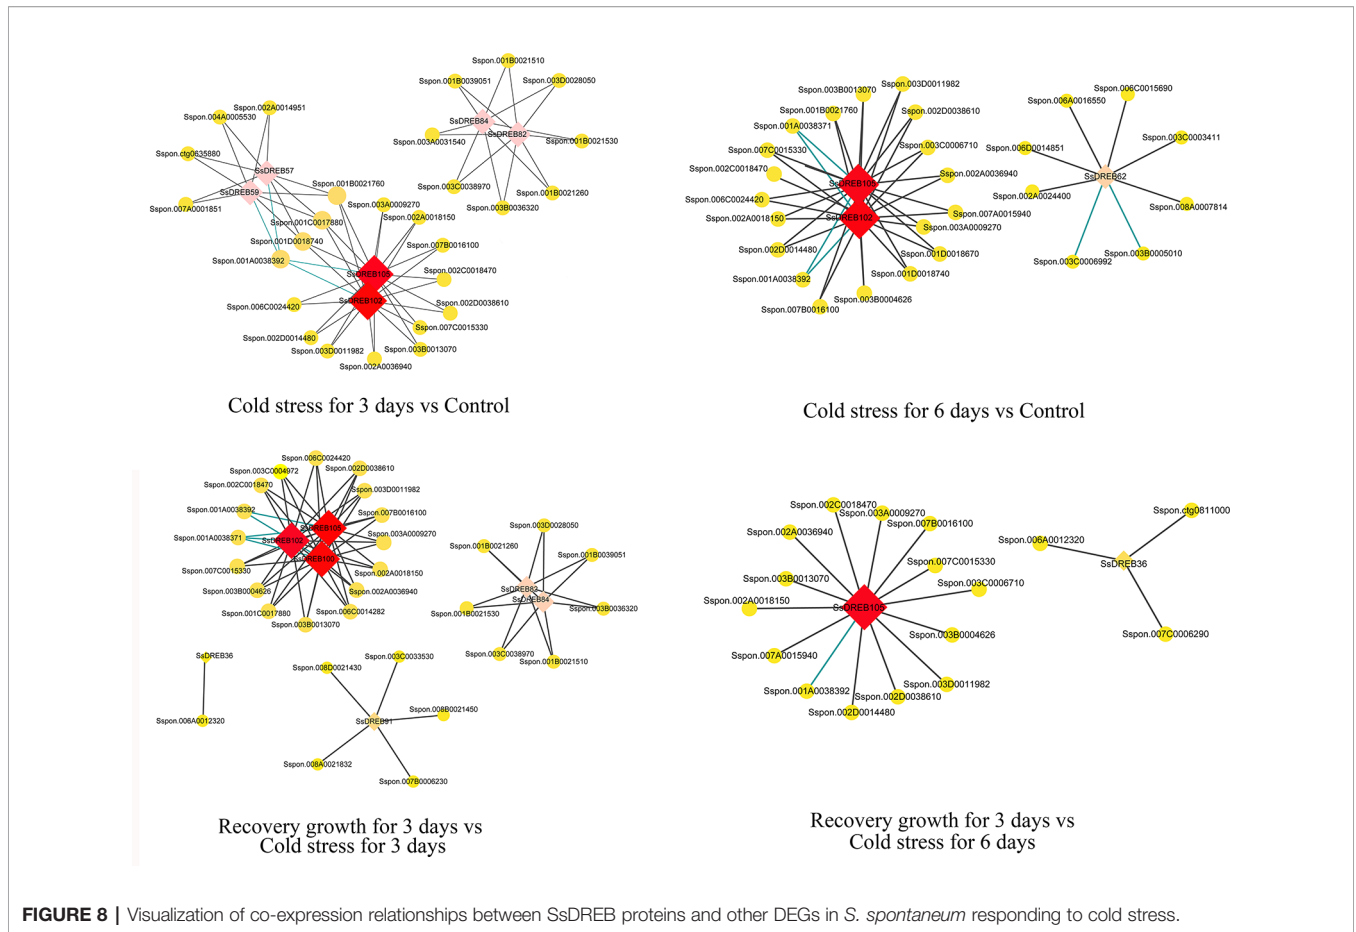 Sspon.001B0021510
Sspon.001B0039051
Sspon.003D0028050
Sspon.002A0014951
Sspon.004A0005530
SsDREB84
SsDREB82
Sspon.003A0031540
Sspon.001B0021530
Sspon.ctg0635880
SsDREB57
Sspon.001B0021760
Sspon.003C0038970
SsDREB59
Sspon.001B0021260
Sspon.007A0001851
Sspon.003A0009270
Sspon.003B0036320
Sspon.001C0017880
Sspon.002A0018150
Sspon.001D0018740
Sspon.007B0016100
Sspon.001A0038392
SsDREB105
Sspon.002C0018470
SsDREB102
Sspon.006C0024420
Sspon.002D0038610
Sspon.007C0015330
Sspon.002D0014480
Sspon.003D0011982
Sspon.003B0013070
Sspon.002A0036940
Cold stress for 3 days vs Control
Sspon.003D0011982
Sspon.003B0013070
Sspon.001B0021760
Sspon.002D0038610
Sspon.001A0038371
Sspon.007C0015330
Sspon.003C0006710
Sspon.002C0018470
Sspon.002A0036940
SsDREB105
Sspon.006C0024420
Sspon.007A0015940
Sspon.002A0018150
SsDREB102
Sspon.003A0009270
Sspon.002D0014480
Sspon.001D0018670
Sspon.001A0038392
Sspon.001D0018740
Sspon.003B0004626
Sspon.007B0016100
Sspon.006C0015690
Sspon.006A0016550
Sspon.003C0003411
Sspon.006D0014851
SsDREB62
Sspon.002A0024400
Sspon.008A0007814
Sspon.003B0005010
Sspon.003C0006992
Cold stress for 6 days vs Control
Sspon.006C0024420
Sspon.003C0004972
Sspon.002D0038610
Sspon.002C0018470
Sspon.003D0011982
Sspon.001A0038392
Sspon.007B0016100
SsDREB105
Sspon.001A0038371
SsDREB102
Sspon.003A0009270
SsDREB100
Sspon.007C0015330
Sspon.002A0018150
Sspon.003B0004626
Sspon.002A0036940
Sspon.001C0017880
Sspon.006C0014282
Sspon.003B0013070
Sspon.003D0028050
Sspon.001B0021260
Sspon.001B0039051
SsDREB82
SsDREB84
Sspon.001B0021530
Sspon.003B0036320
Sspon.003C0038970
Sspon.001B0021510
SsDREB36
Sspon.006A0012320
Sspon.003C0033530
Sspon.008D0021430
Sspon.008B0021450
SsDREB91
Sspon.008A0021832
Sspon.007B0006230
Recovery growth for 3 days vs
Cold stress for 3 days
Sspon.002C0018470
Sspon.003A0009270
Sspon.007B0016100
Sspon.002A0036940
Sspon.007C0015330
Sspon.003B0013070
Sspon.003C0006710
Sspon.002A0018150
SsDREB105
Sspon.003B0004626
Sspon.007A0015940
Sspon.003D0011982
Sspon.001A0038392
Sspon.002D0038610
Sspon.002D0014480
Sspon.ctg0811000
Sspon.006A0012320
SsDREB36
Sspon.007C0006290
Recovery growth for 3 days vs
Cold stress for 6 days
FIGURE 8 | Visualization of co-expression relationships between SsDREB proteins and other DEGs in S. spontaneum responding to cold stress.